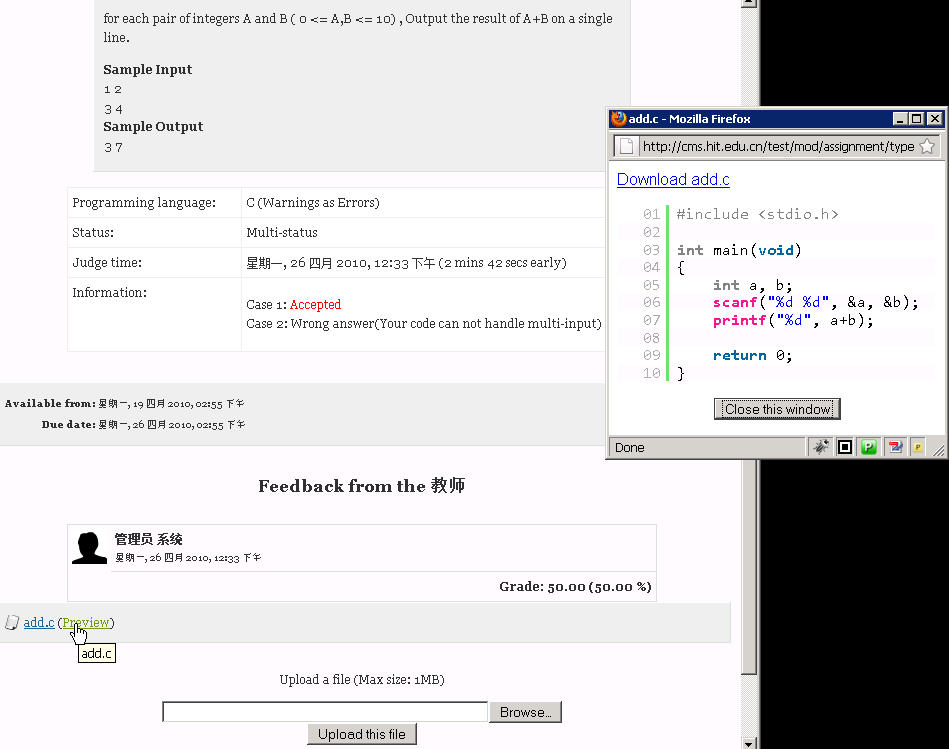 for each pair of integers A and B ( 0 <= A,B <= 10) , Output the result of A+B on a single
line.
Sample Input
1 2
3 4
Sample Output
3 7
Programming language: C (Warnings as Errors)
Status: Multi-status
Judge time: 星期一, 26 四月 2010, 12:33 下午 (2 mins 42 secs early)
Information:
Case 1: Accepted
Case 2: Wrong answer(Your code can not handle multi-input)
Available from: 星期一, 19 四月 2010, 02:55 下午
Due date: 星期一, 26 四月 2010, 02:55 下午
Feedback from the 教师
管理员 系统
星期一, 26 四月 2010, 12:33 下午
Grade: 50.00 (50.00 %)
add.c (Preview)
add.c
Upload a file (Max size: 1MB)
Browse...
Upload this file
add.c - Mozilla Firefox
http://cms.hit.edu.cn/test/mod/assignment/type
Download add.c
01 #include <stdio.h>
02
03 int main(void)
04 {
05     int a, b;
06     scanf("%d %d", &a, &b);
07     printf("%d", a+b);
08
09     return 0;
10 }
Close this window
Done